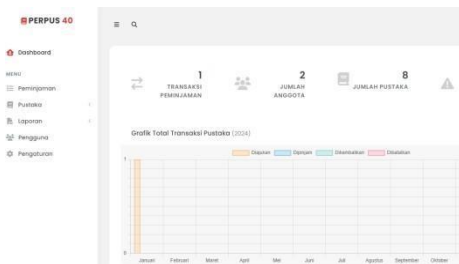 PERPUS 40
Dashboard
MENU
Peminjaman
Pustaka
Laporan
Pengguna
Pengaturan
1
TRANSAKSI
PEMINJAMAN
2
JUMLAH
ANGGOTA
8
JUMLAH PUSTAKA
Grafik Total Transaksi Pustaka (2024)
Diajukan Dipinjam Dikembalikan Dibatalkan
1
0
Januari Februari Maret April Mei Juni Juli Agustus September Oktober